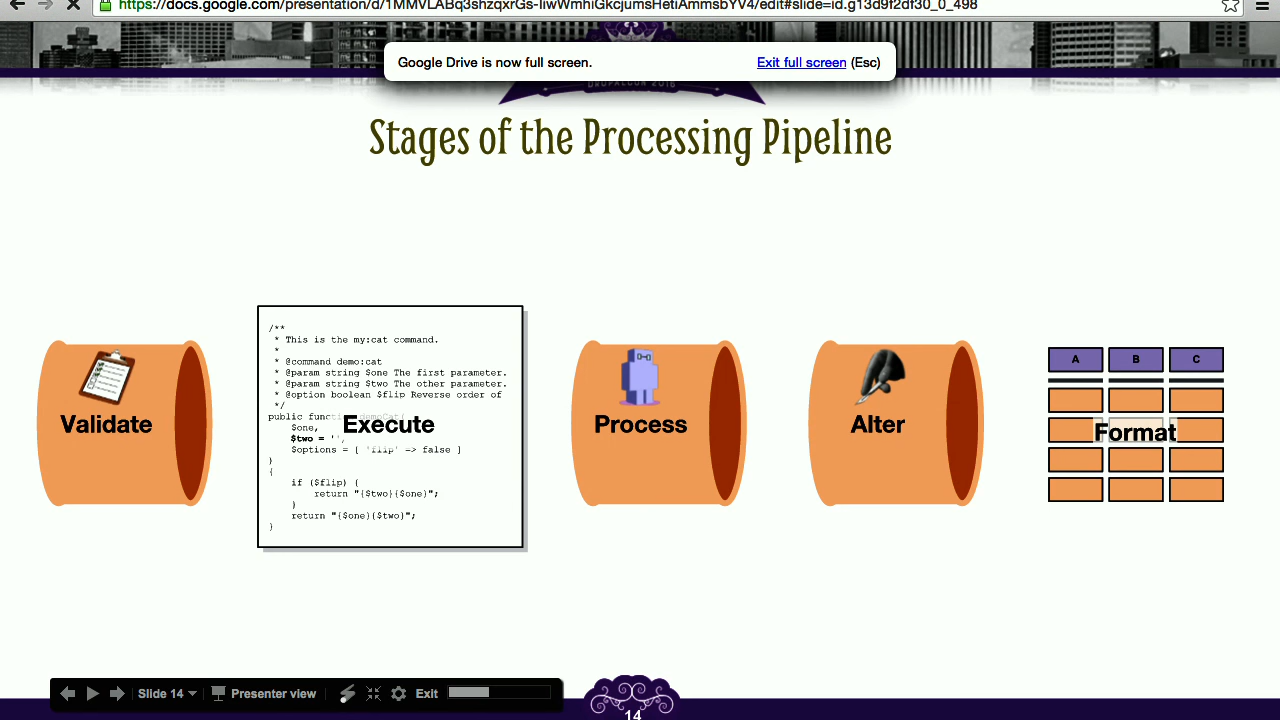 https://docs.google.com/presentation/d/1MMVLABq3shzqxrGs-IiwWmhiGkcjumsHetiAmmsbYV4/edit#slide=id.g13d9f2df30_0_498
Google Drive is now full screen.
Exit full screen (Esc)
DRUPALCON 2016
Stages of the Processing Pipeline
Validate
/**
* This is the my:cat command.
*
* @command demo:cat
* @param string $one The first parameter.
* @param string $two The other parameter.
* @option boolean $flip Reverse order of
*/
public function demoCat(
$one,
$two = '',
$options = [ 'flip' => false ]
)
{
if ($flip) {
return "{$two}{$one}";
}
return "{$one}{$two}";
}
Execute
Process
Alter
A B C
Format
Slide 14
Presenter view
Exit
14